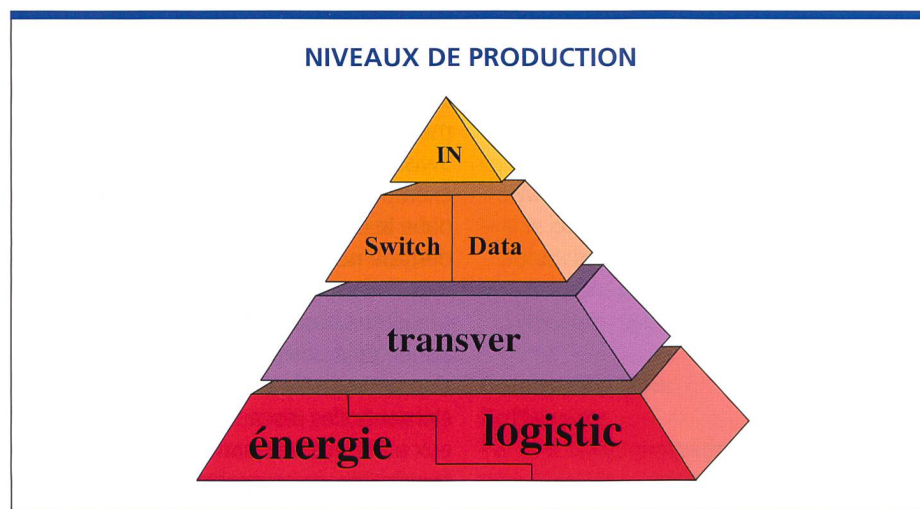 NIVEAUX DE PRODUCTION
IN
Switch Data
transver
énergie logistic